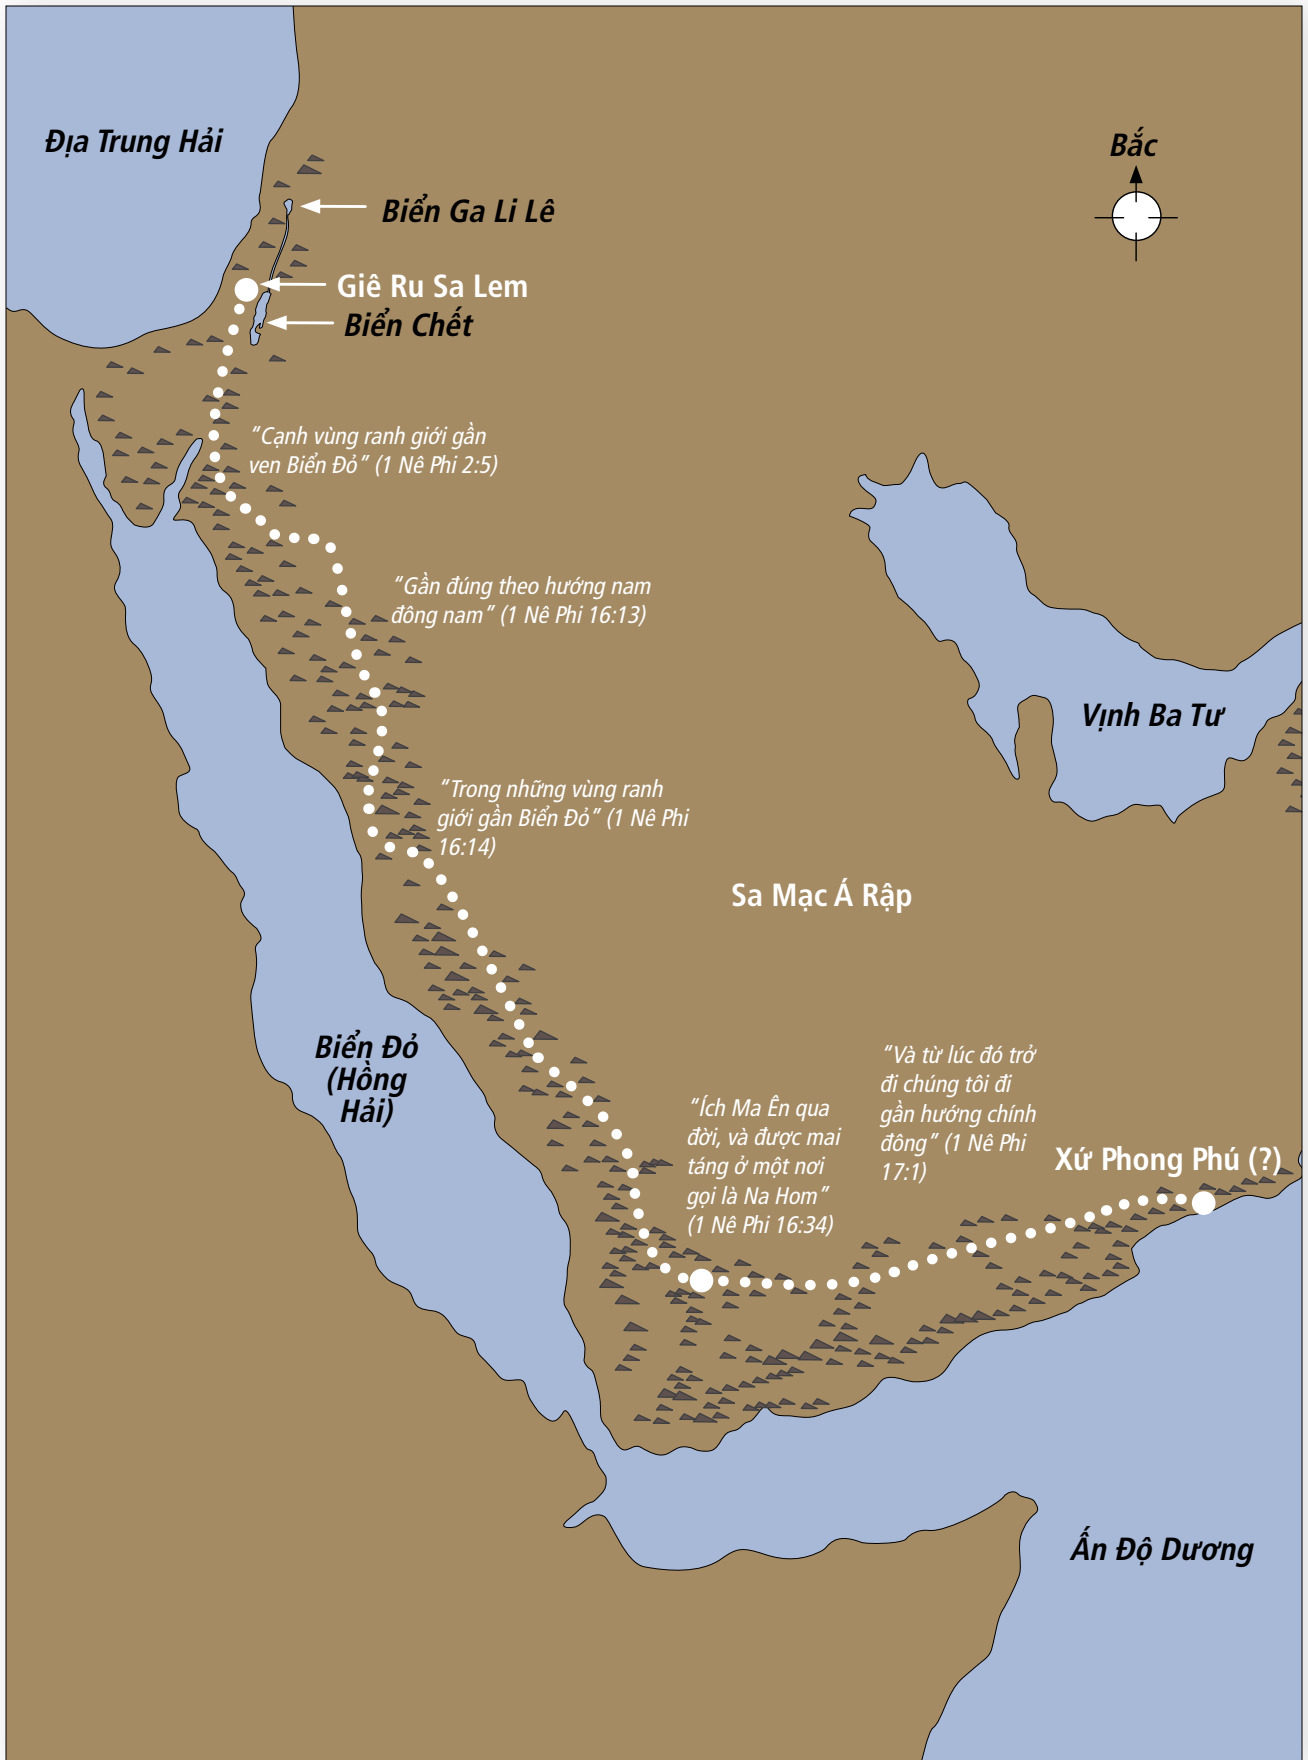 Địa Trung Hải
Bắc
Biển Ga Li Lê
Giê Ru Sa Lem
Biển Chết
“Cạnh vùng ranh giới gần
ven Biển Đỏ” (1 Nê Phi 2:5)
“Gần đúng theo hướng nam
đông nam” (1 Nê Phi 16:13)
Vịnh Ba Tư
“Trong những vùng ranh
giới gần Biển Đỏ” (1 Nê Phi
16:14)
Sa Mạc Á Rập
Biển Đỏ
(Hồng
Hải)
“Ích Ma Ên qua
đời, và được mai
táng ở một nơi
gọi là Na Hom”
(1 Nê Phi 16:34)
“Và từ lúc đó trở
đi chúng tôi đi
gần hướng chính
đông” (1 Nê Phi
17:1)
Xứ Phong Phú (?)
Ấn Độ Dương